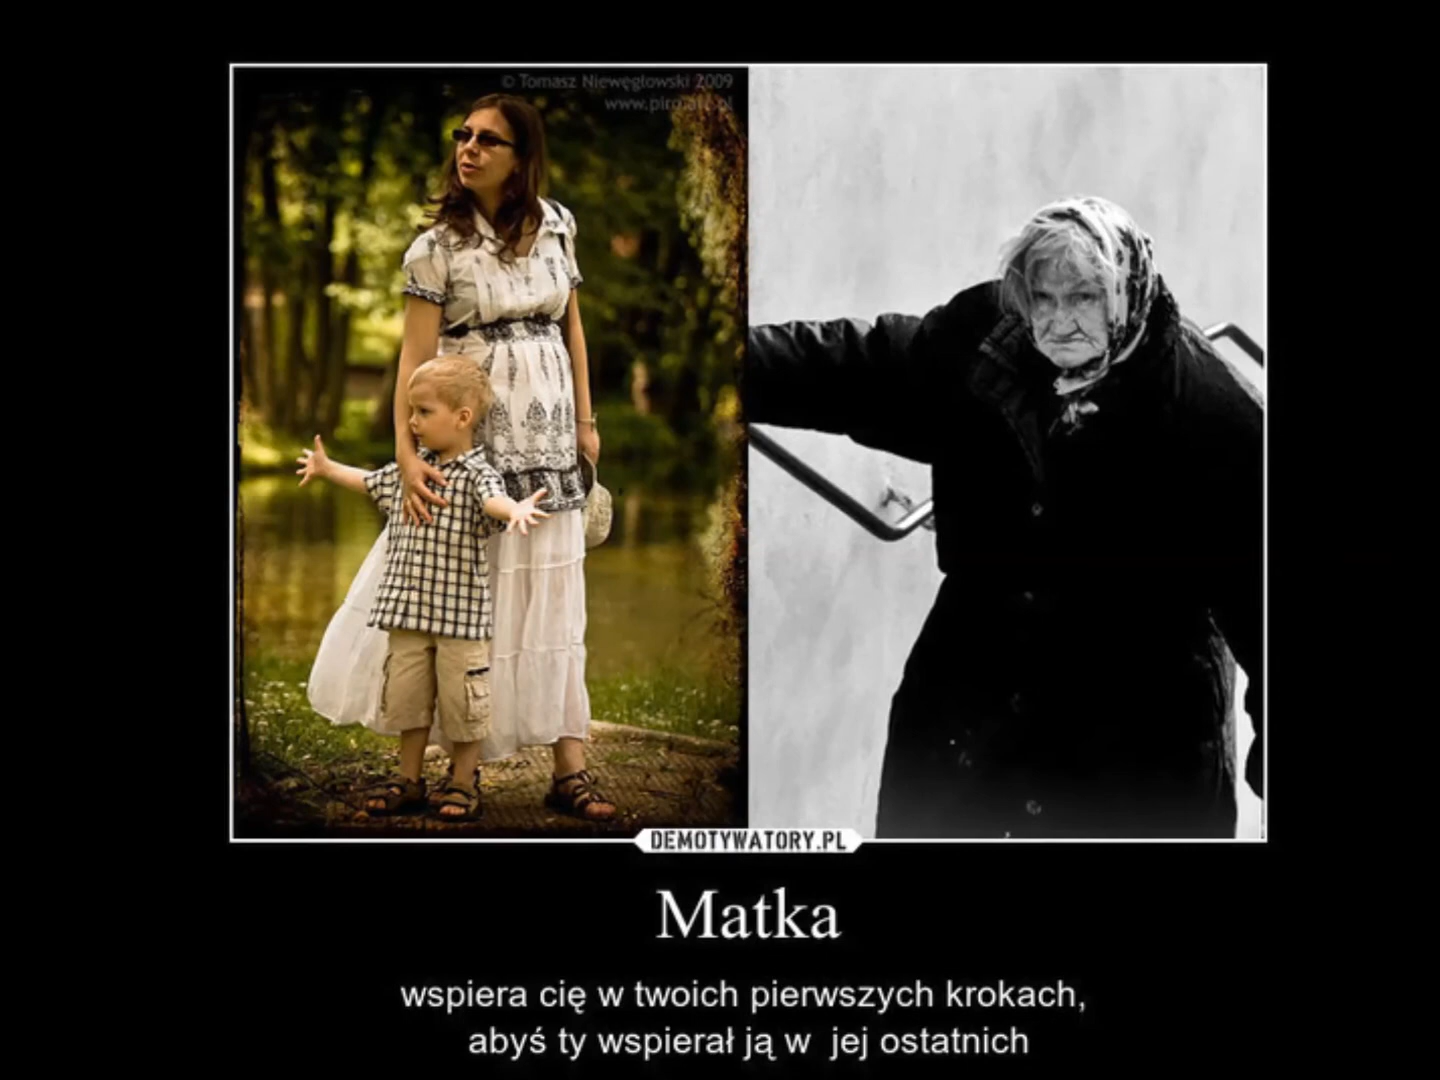 © Tomasz Niewęgłowski 2009
DEMOTYWATORY.PL
Matka
wspiera cię w twoich pierwszych krokach,
abyś ty wspierał ją w jej ostatnich